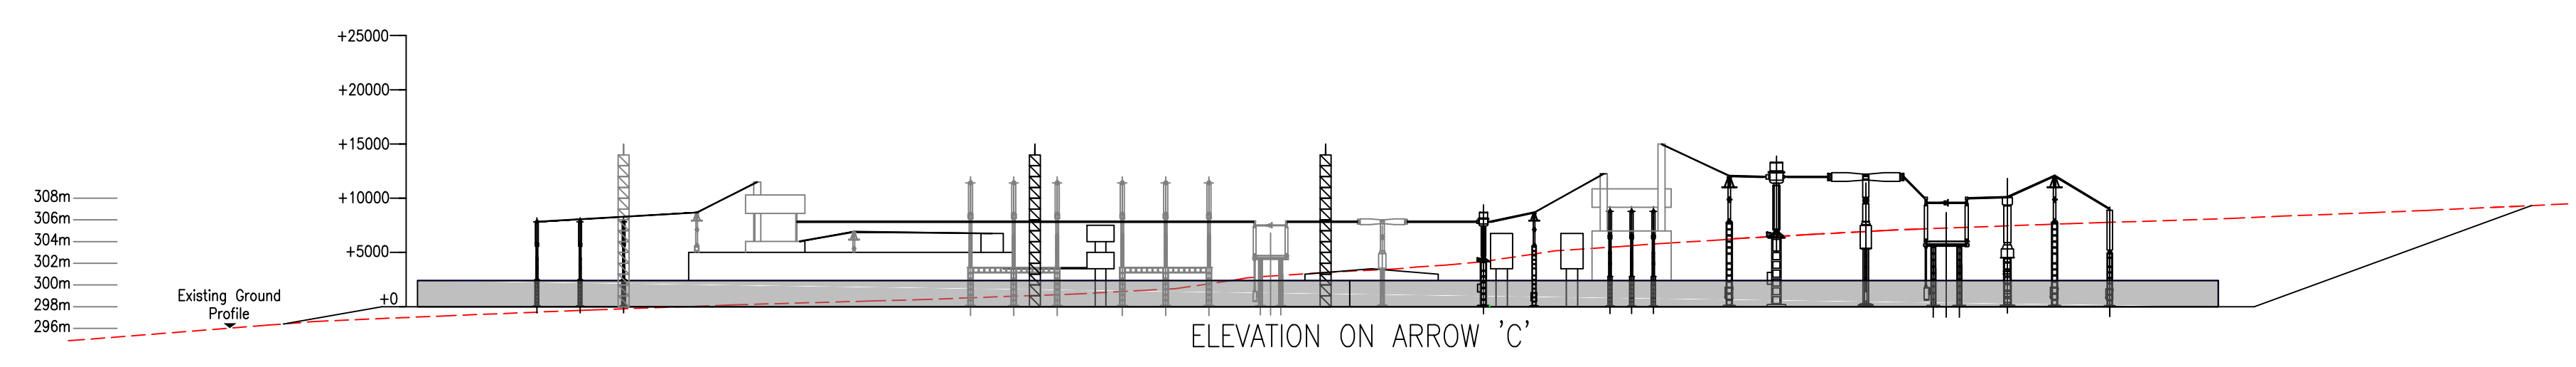 +25000
+20000
+15000
+10000
+5000
+0
308m
306m
304m
302m
300m
298m
296m
Existing Ground
Profile
ELEVATION ON ARROW 'C'